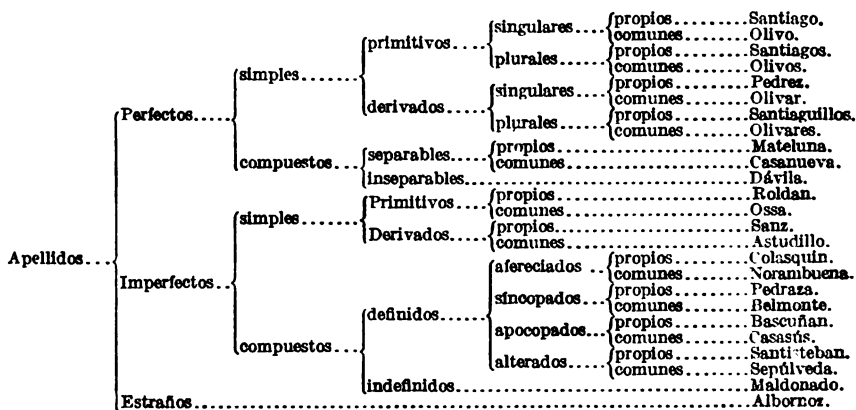 singulares propios Santiago.
primitivos comunes Olivo.
plurales propios Santiagos.
simples comunes Olivos.
singulares propios Pedrez.
derivados comunes Olivar.
Perfectos plurales propios Santiaguillos.
comunes Olivares.
compuestos separables propios Mateluna.
comunes Casanueva.
inseparables Dávila.
simples Primitivos propios Roldan.
comunes Ossa.
Derivados propios Sanz.
comunes Astudillo.
Apellidos afereciados propios Colasquin.
Imperfectos comunes Norambuena.
definidos sincopados propios Pedraza.
comunes Belmonte.
compuestos apocopados propios Bascuñan.
comunes Casasús.
alterados propios Santisteban.
comunes Sepúlveda.
indefinidos Maldonado.
Estraños Albornoz.